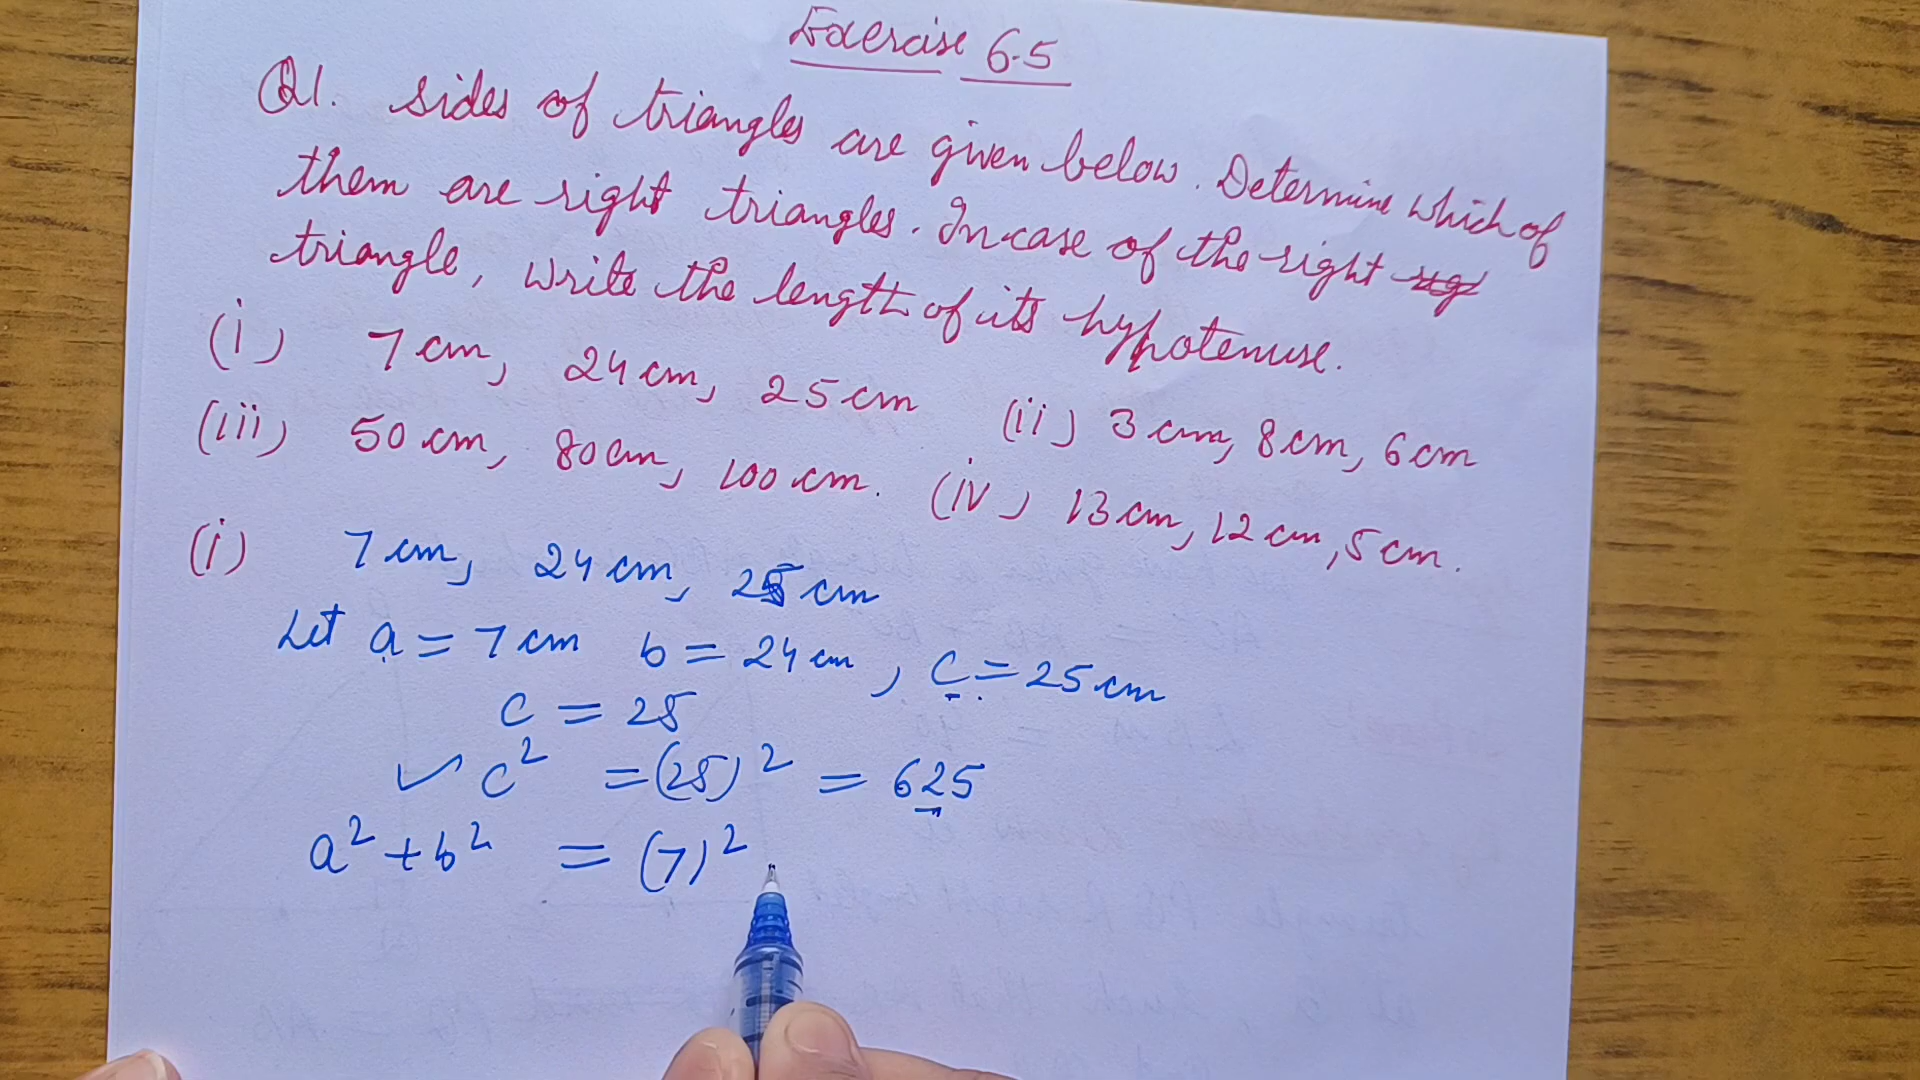 Exercise 6.5
Q1. sides of triangles are given below. Determine which of
them are right triangles. In case of the right
triangle, write the length of its hypotenuse.
(i) 7 cm, 24 cm, 25 cm (ii) 3 cm, 8 cm, 6 cm
(iii) 50 cm, 80 cm, 100 cm. (iv) 13 cm, 12 cm, 5 cm.
(i) 7 cm, 24 cm, 25 cm
Let a = 7 cm b = 24 cm, c = 25 cm
c = 25
✓ c² = (25)² = 625
a² + b² = (7)²